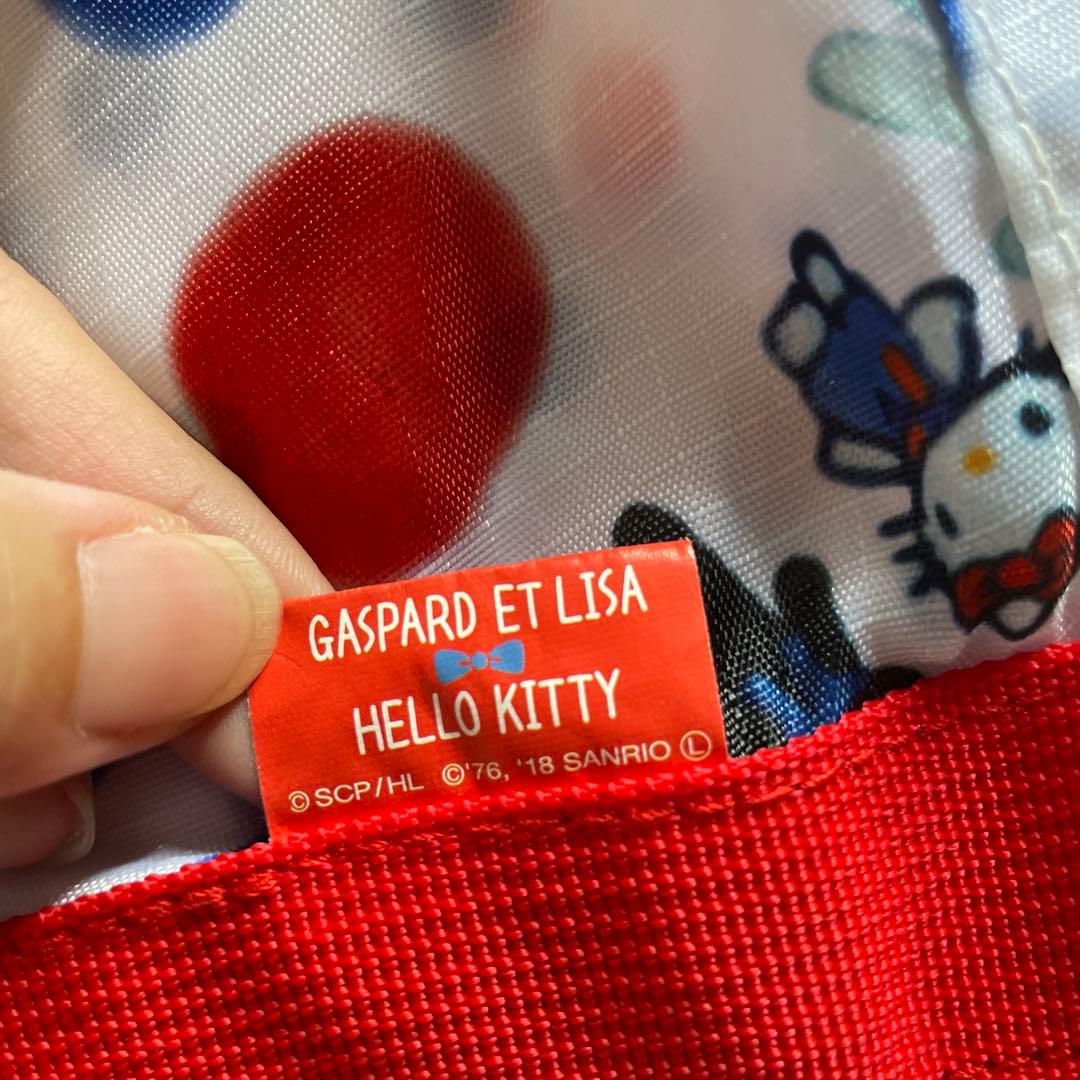 GASPARD ET LISA
HELLO KITTY
© SCP/HL ©'76, '18 SANRIO Ⓛ